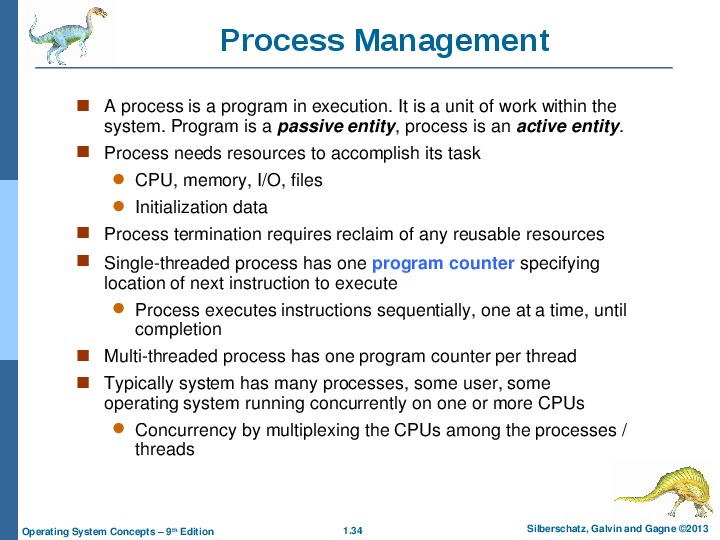 Process Management
A process is a program in execution. It is a unit of work within the
system. Program is a passive entity, process is an active entity.
Process needs resources to accomplish its task
CPU, memory, I/O, files
Initialization data
Process termination requires reclaim of any reusable resources
Single-threaded process has one program counter specifying
location of next instruction to execute
Process executes instructions sequentially, one at a time, until
completion
Multi-threaded process has one program counter per thread
Typically system has many processes, some user, some
operating system running concurrently on one or more CPUs
Concurrency by multiplexing the CPUs among the processes /
threads
Operating System Concepts – 9th Edition
1.34
Silberschatz, Galvin and Gagne ©2013